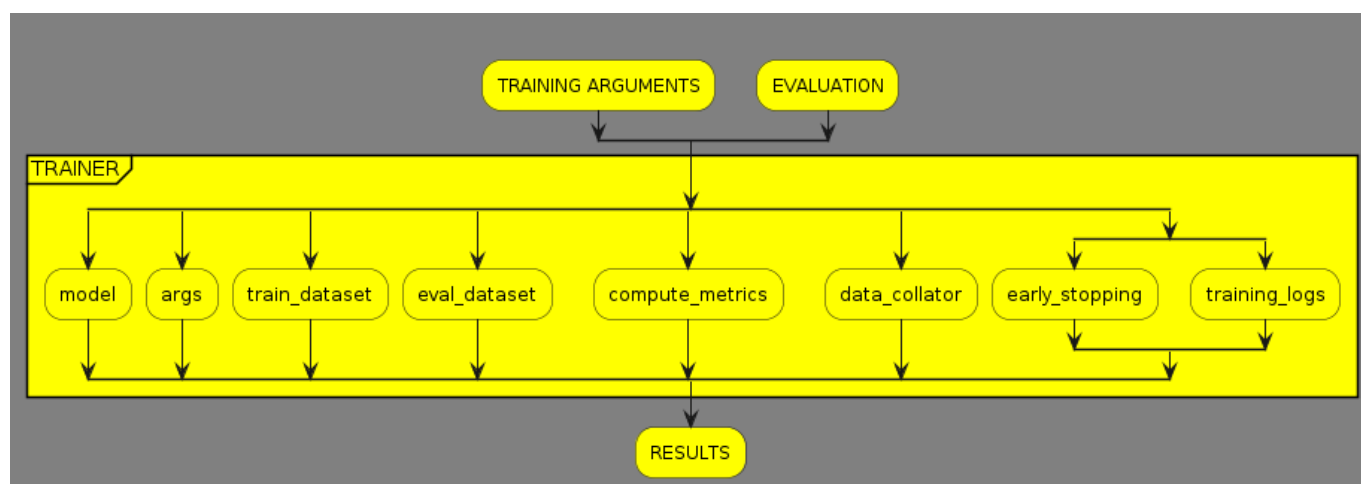 TRAINING ARGUMENTS
EVALUATION
TRAINER
model
args
train_dataset
eval_dataset
compute_metrics
data_collator
early_stopping
training_logs
RESULTS